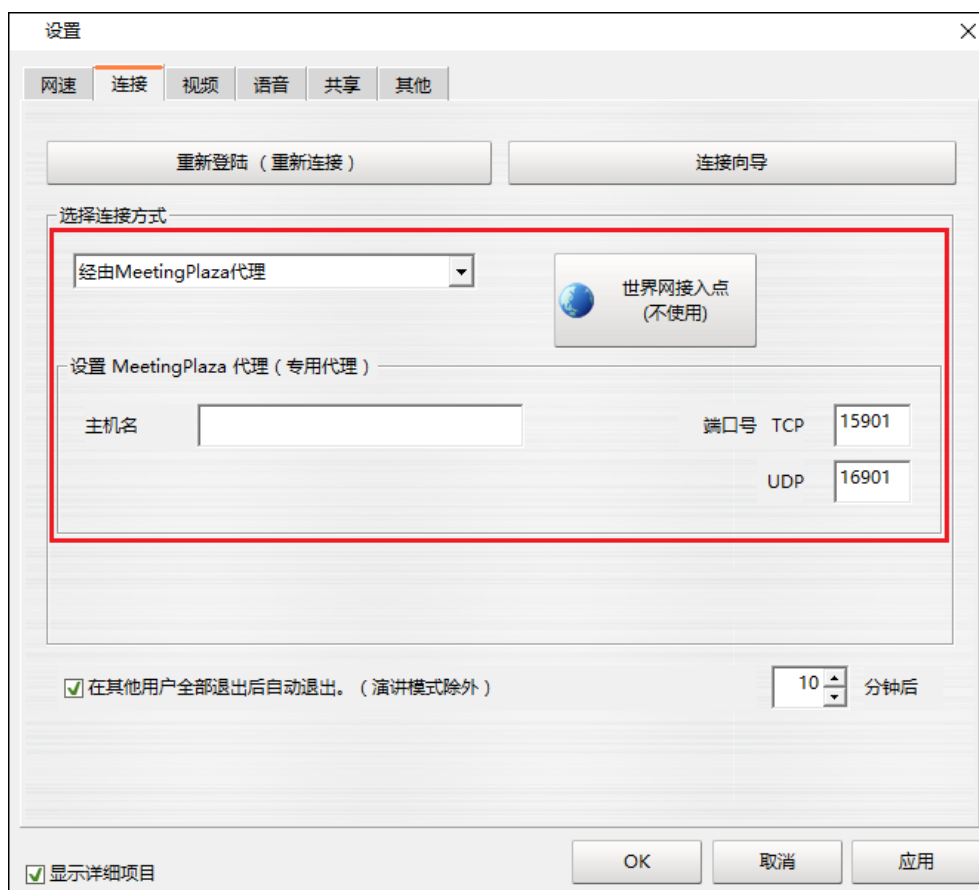 设置
网速 连接 视频 语音 共享 其他
重新登陆（重新连接） 连接向导
选择连接方式
经由MeetingPlaza代理
世界网接入点
(不使用)
设置 MeetingPlaza 代理（专用代理）
主机名 端口号 TCP 15901
UDP 16901
在其他用户全部退出后自动退出。（演讲模式除外） 10 分钟后
显示详细项目
OK 取消 应用